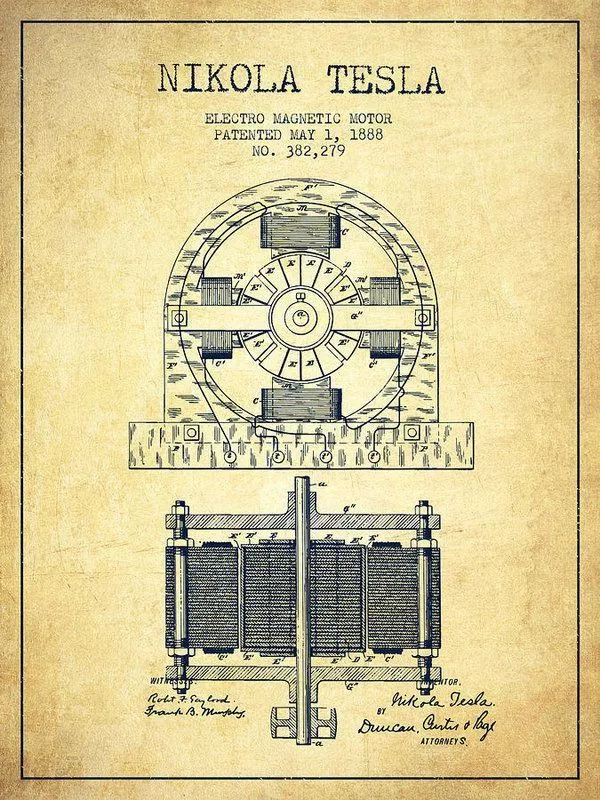 NIKOLA TESLA
ELECTRO MAGNETIC MOTOR
PATENTED MAY 1, 1888
NO. 382,279
F'
M
C
D
E E E E
E' E'
M' M'
a
G"
E' E'
C' C'
F' F"
E E
m
C
P P
a
G"
E' D' E' E E E' E'
C' E' E' E' D E' C'
G"
WITNESSES.
INVENTOR,
Robt. F. Gaylord.
Nikola Tesla.
Frank B. Murphy.
BY
Duncan, Curtis & Page
ATTORNEYS.
a